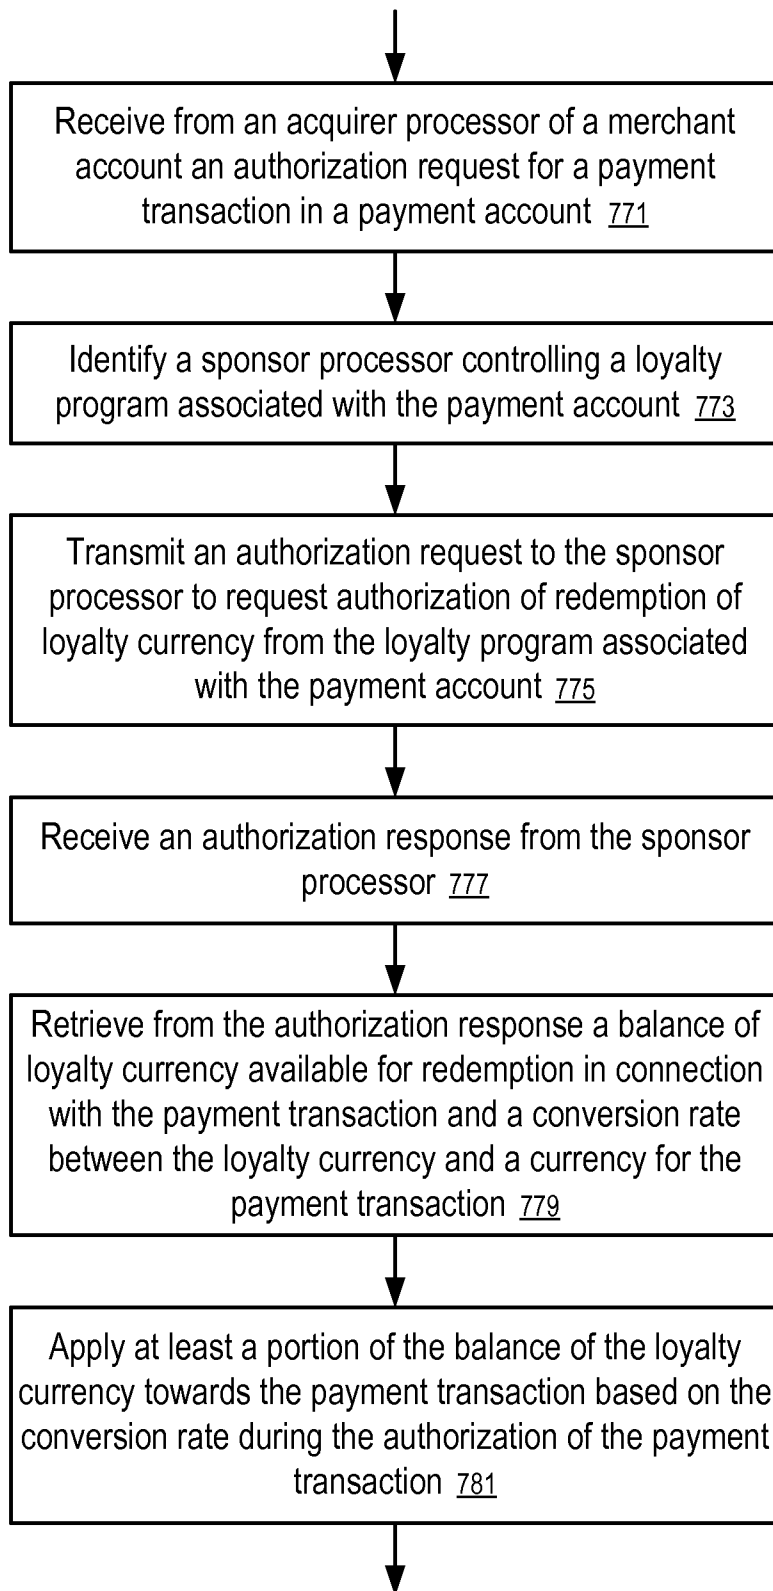 Receive from an acquirer processor of a merchant
account an authorization request for a payment
transaction in a payment account 771
Identify a sponsor processor controlling a loyalty
program associated with the payment account 773
Transmit an authorization request to the sponsor
processor to request authorization of redemption of
loyalty currency from the loyalty program associated
with the payment account 775
Receive an authorization response from the sponsor
processor 777
Retrieve from the authorization response a balance of
loyalty currency available for redemption in connection
with the payment transaction and a conversion rate
between the loyalty currency and a currency for the
payment transaction 779
Apply at least a portion of the balance of the loyalty
currency towards the payment transaction based on the
conversion rate during the authorization of the payment
transaction 781